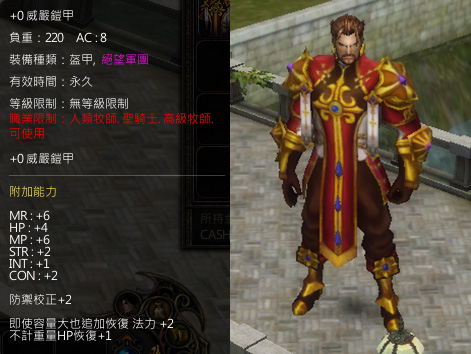 +0 威嚴鎧甲
負重：220 AC : 8
裝備種類：盔甲, 絕望軍團
有效時間：永久
等級限制：無等級限制
職業限制：人類牧師, 聖騎士, 高級牧師,
可使用
+0 威嚴鎧甲
附加能力
MR : +6
HP : +4
MP : +6
STR : +2
INT : +1
CON : +2
防禦校正+2
即使容量大也追加恢復 法力 +2
不計重量HP恢復+1
所持
CASH